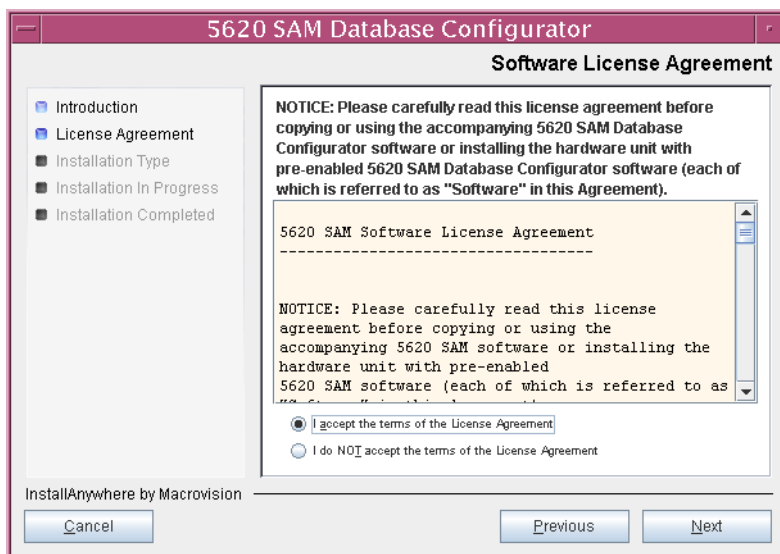 5620 SAM Database Configurator
Software License Agreement
Introduction
License Agreement
Installation Type
Installation In Progress
Installation Completed
NOTICE: Please carefully read this license agreement before
copying or using the accompanying 5620 SAM Database
Configurator software or installing the hardware unit with
pre-enabled 5620 SAM Database Configurator software (each of
which is referred to as "Software" in this Agreement).
5620 SAM Software License Agreement
----------------------------------
NOTICE: Please carefully read this license
agreement before copying or using the
accompanying 5620 SAM software or installing the
hardware unit with pre-enabled
5620 SAM software (each of which is referred to as
I accept the terms of the License Agreement
I do NOT accept the terms of the License Agreement
InstallAnywhere by Macrovision
Cancel
Previous
Next